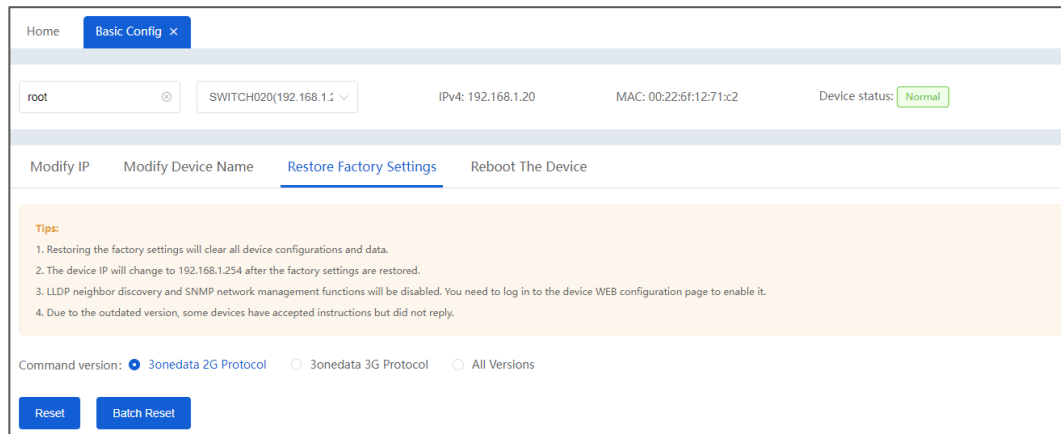 Home Basic Config ×
root SWITCH020(192.168.1.2 IPv4: 192.168.1.20 MAC: 00:22:6f:12:71:c2 Device status: Normal
Modify IP Modify Device Name Restore Factory Settings Reboot The Device
Tips:
1. Restoring the factory settings will clear all device configurations and data.
2. The device IP will change to 192.168.1.254 after the factory settings are restored.
3. LLDP neighbor discovery and SNMP network management functions will be disabled. You need to log in to the device WEB configuration page to enable it.
4. Due to the outdated version, some devices have accepted instructions but did not reply.
Command version: 3onedata 2G Protocol 3onedata 3G Protocol All Versions
Reset Batch Reset